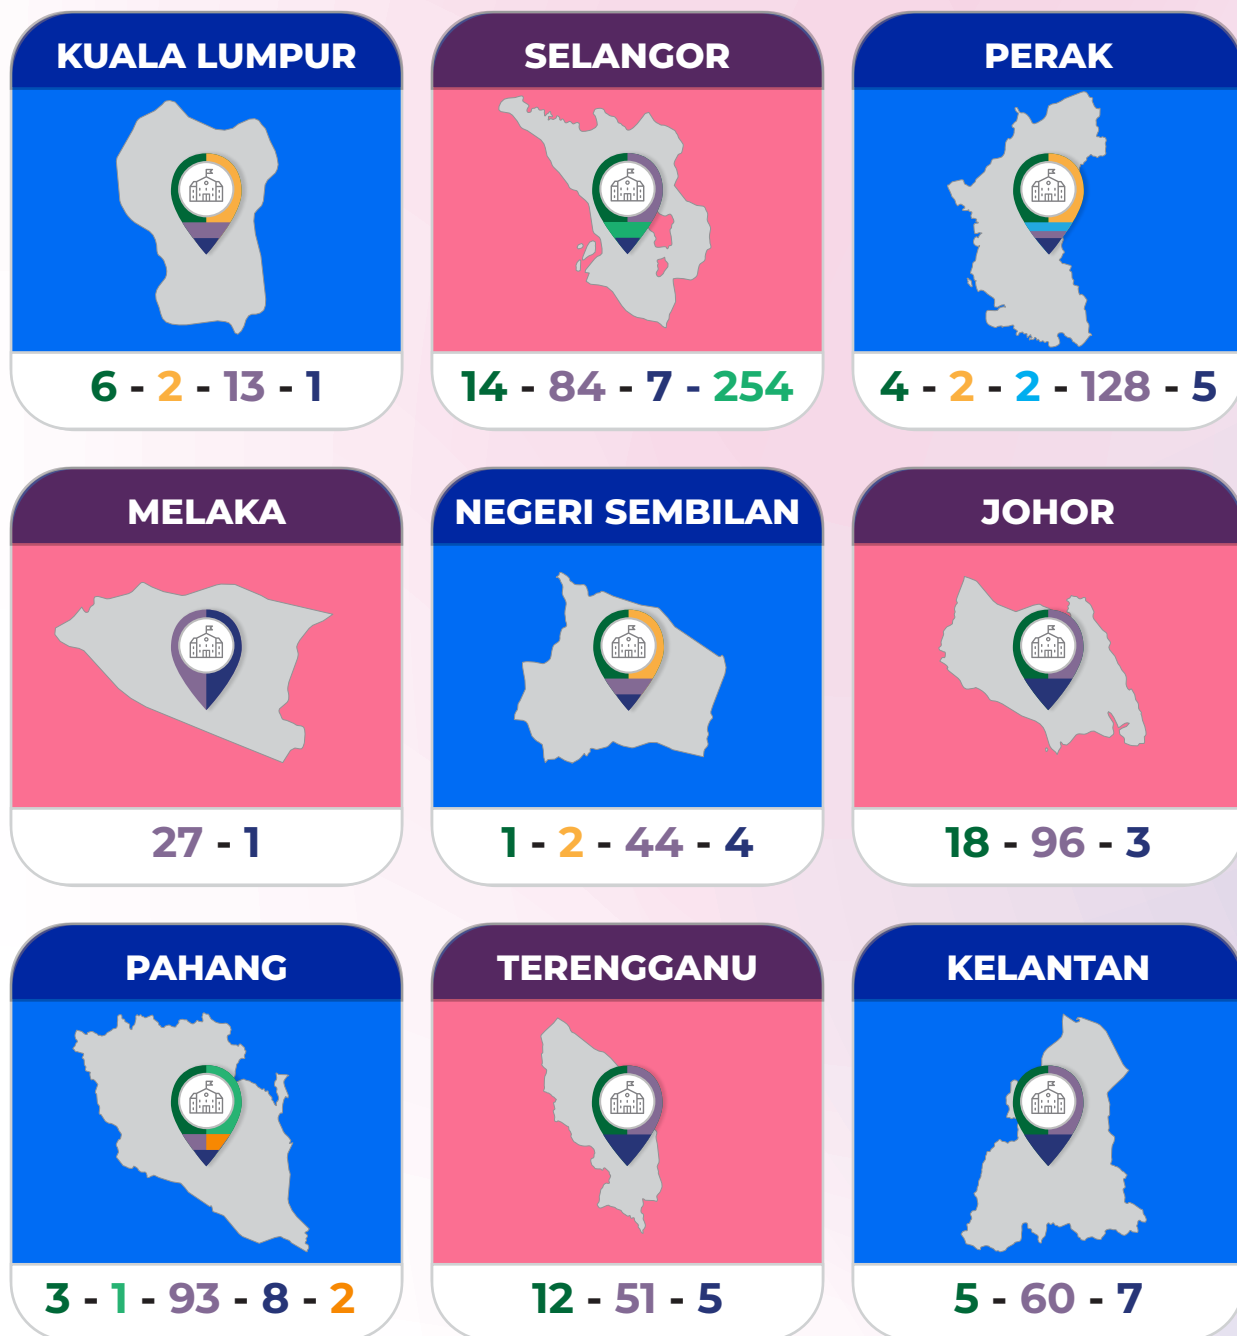 KUALA LUMPUR
6 - 2 - 13 - 1
SELANGOR
14 - 84 - 7 - 254
PERAK
4 - 2 - 2 - 128 - 5
MELAKA
27 - 1
NEGERI SEMBILAN
1 - 2 - 44 - 4
JOHOR
18 - 96 - 3
PAHANG
3 - 1 - 93 - 8 - 2
TERENGGANU
12 - 51 - 5
KELANTAN
5 - 60 - 7